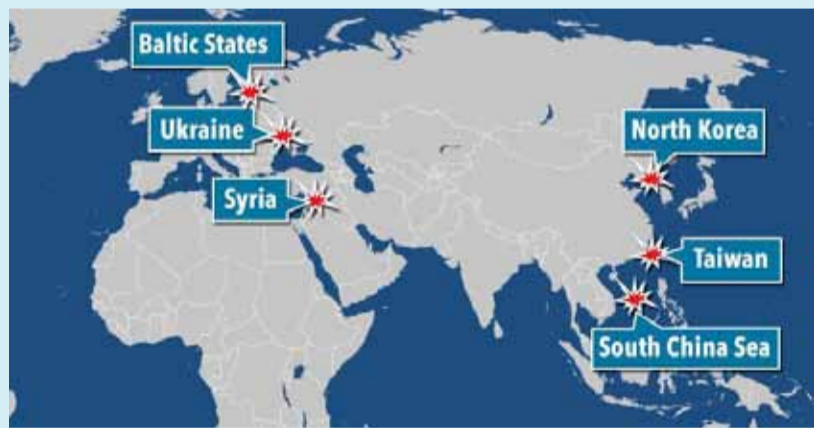 Baltic States
Ukraine
North Korea
Syria
Taiwan
South China Sea